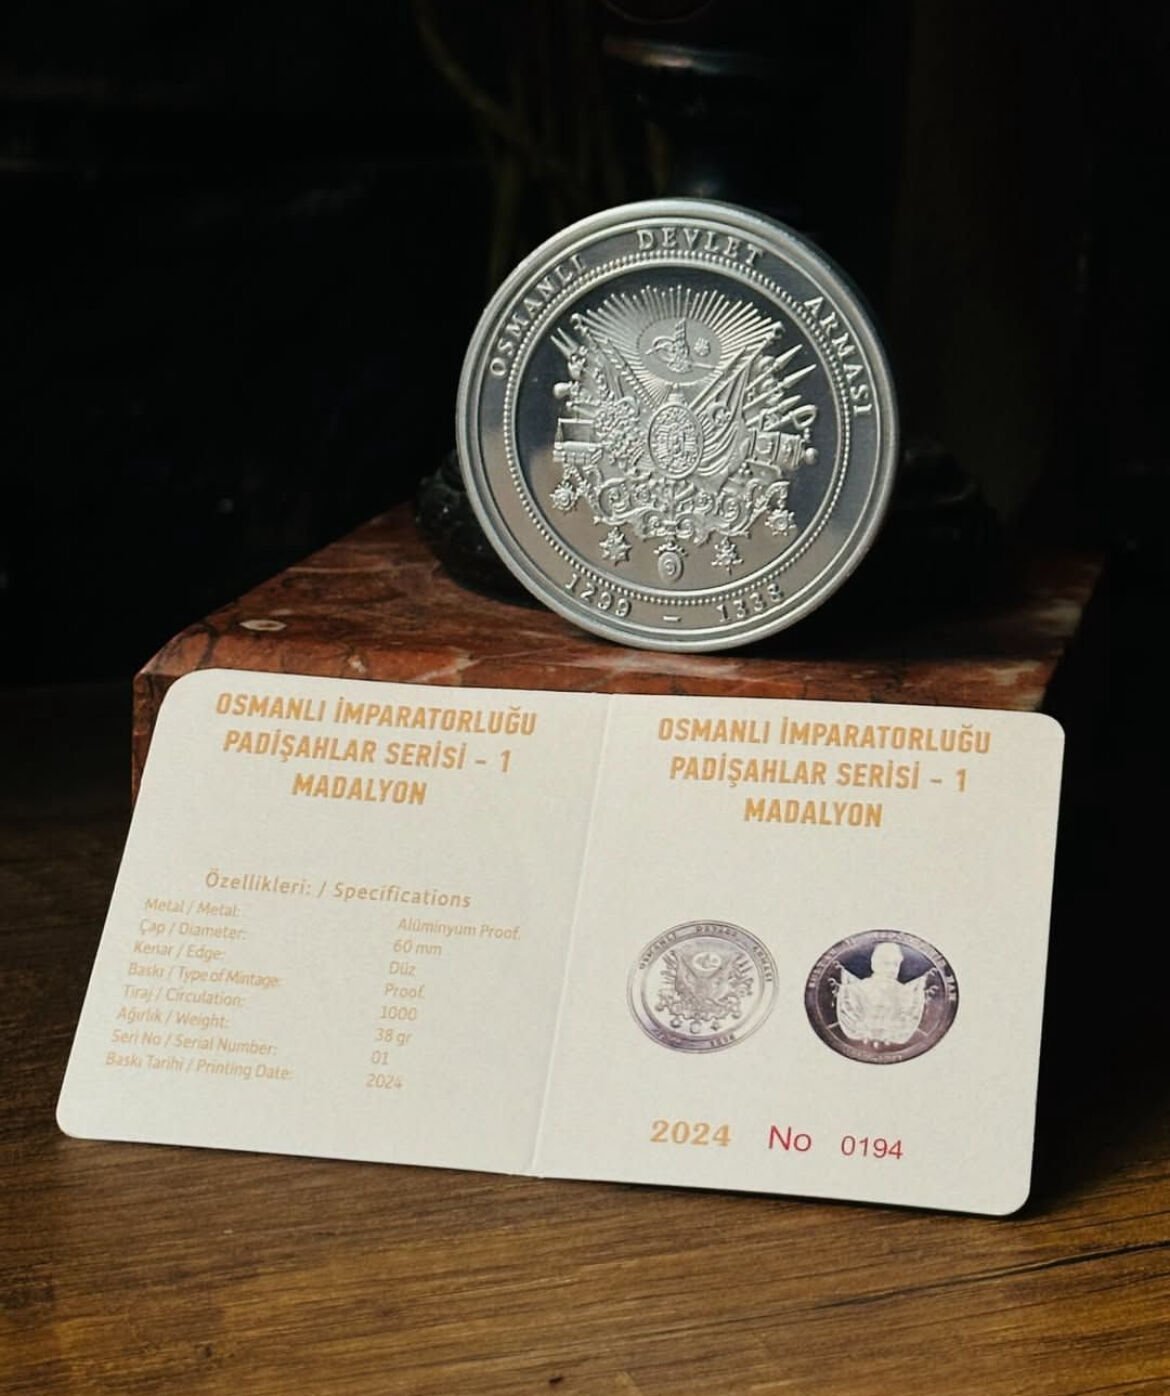 OSMANLI DEVLET ARMASI
1299 – 1338
OSMANLI İMPARATORLUĞU
PADİŞAHLAR SERİSİ - 1
MADALYON
Özellikleri: / Specifications
Metal / Metal: Alüminyum Proof.
Çap / Diameter: 60 mm
Kenar / Edge: Düz
Baskı / Type of Mintage: Proof.
Tiraj / Circulation: 1000
Ağırlık / Weight: 38 gr
Seri No / Serial Number: 01
Baskı Tarihi / Printing Date: 2024
OSMANLI İMPARATORLUĞU
PADİŞAHLAR SERİSİ - 1
MADALYON
OSMANLI DEVLET ARMASI
2024 No 0194